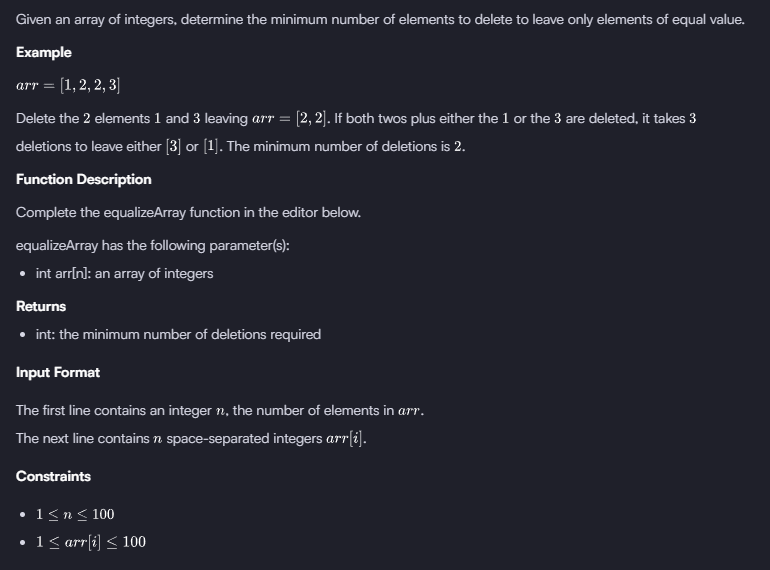 Given an array of integers, determine the minimum number of elements to delete to leave only elements of equal value.
Example
arr = [1, 2, 2, 3]
Delete the 2 elements 1 and 3 leaving arr = [2, 2]. If both twos plus either the 1 or the 3 are deleted, it takes 3
deletions to leave either [3] or [1]. The minimum number of deletions is 2.
Function Description
Complete the equalizeArray function in the editor below.
equalizeArray has the following parameter(s):
• int arr[n]: an array of integers
Returns
• int: the minimum number of deletions required
Input Format
The first line contains an integer n, the number of elements in arr.
The next line contains n space-separated integers arr[i].
Constraints
• 1 ≤ n ≤ 100
• 1 ≤ arr[i] ≤ 100